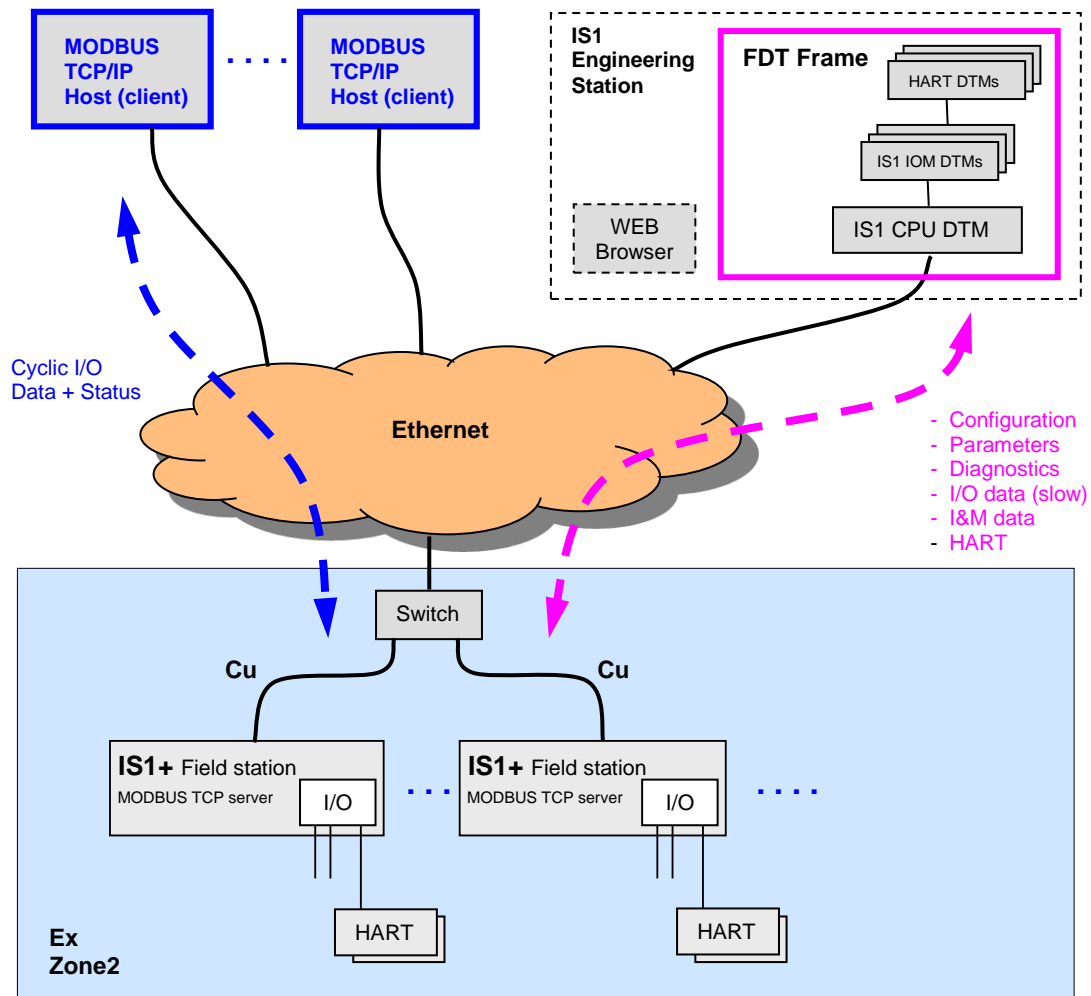 MODBUS
TCP/IP
Host (client)
. . . .
MODBUS
TCP/IP
Host (client)
IS1
Engineering
Station
FDT Frame
HART DTMs
IS1 IOM DTMs
IS1 CPU DTM
WEB
Browser
Cyclic I/O
Data + Status
Ethernet
- Configuration
- Parameters
- Diagnostics
- I/O data (slow)
- I&M data
- HART
Switch
Cu
Cu
IS1+ Field station
MODBUS TCP server
I/O
. . . .
IS1+ Field station
MODBUS TCP server
I/O
. . . .
HART
HART
Ex
Zone2